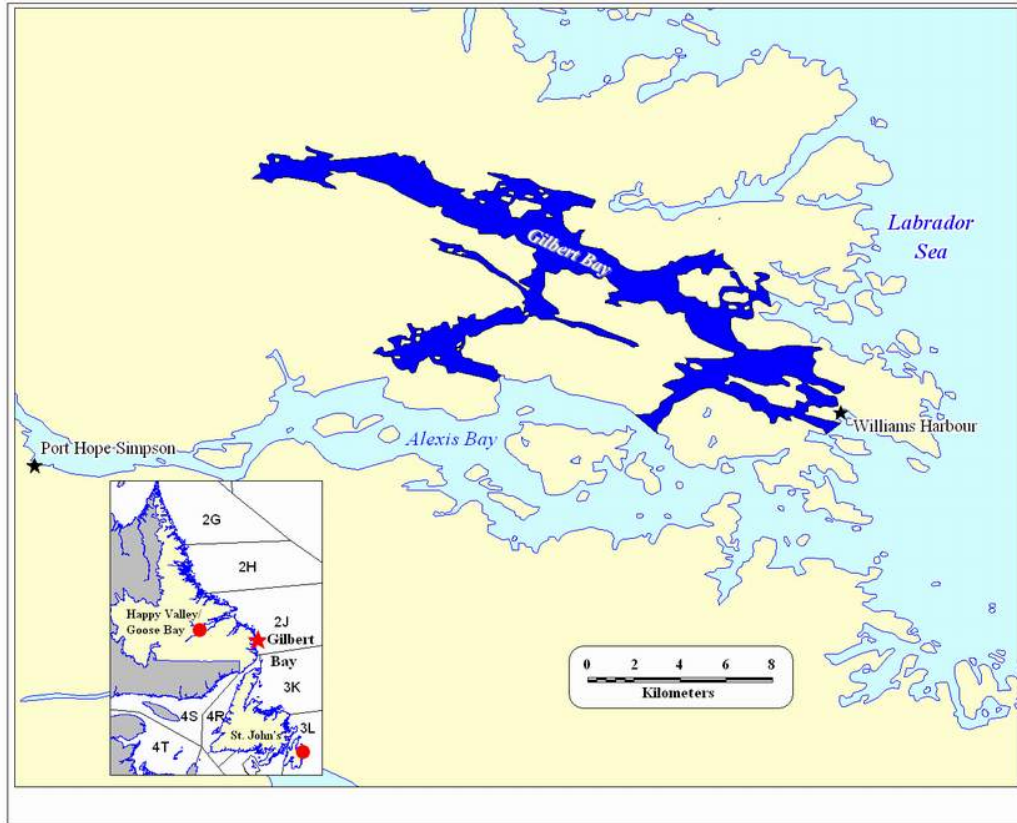 Gilbert Bay
Labrador
Sea
Williams Harbour
Alexis Bay
Port Hope-Simpson
2G
2H
Happy Valley/
Goose Bay
2J
Gilbert
Bay
3K
4S
4R
3L
St. John's
4T
0 2 4 6 8
Kilometers